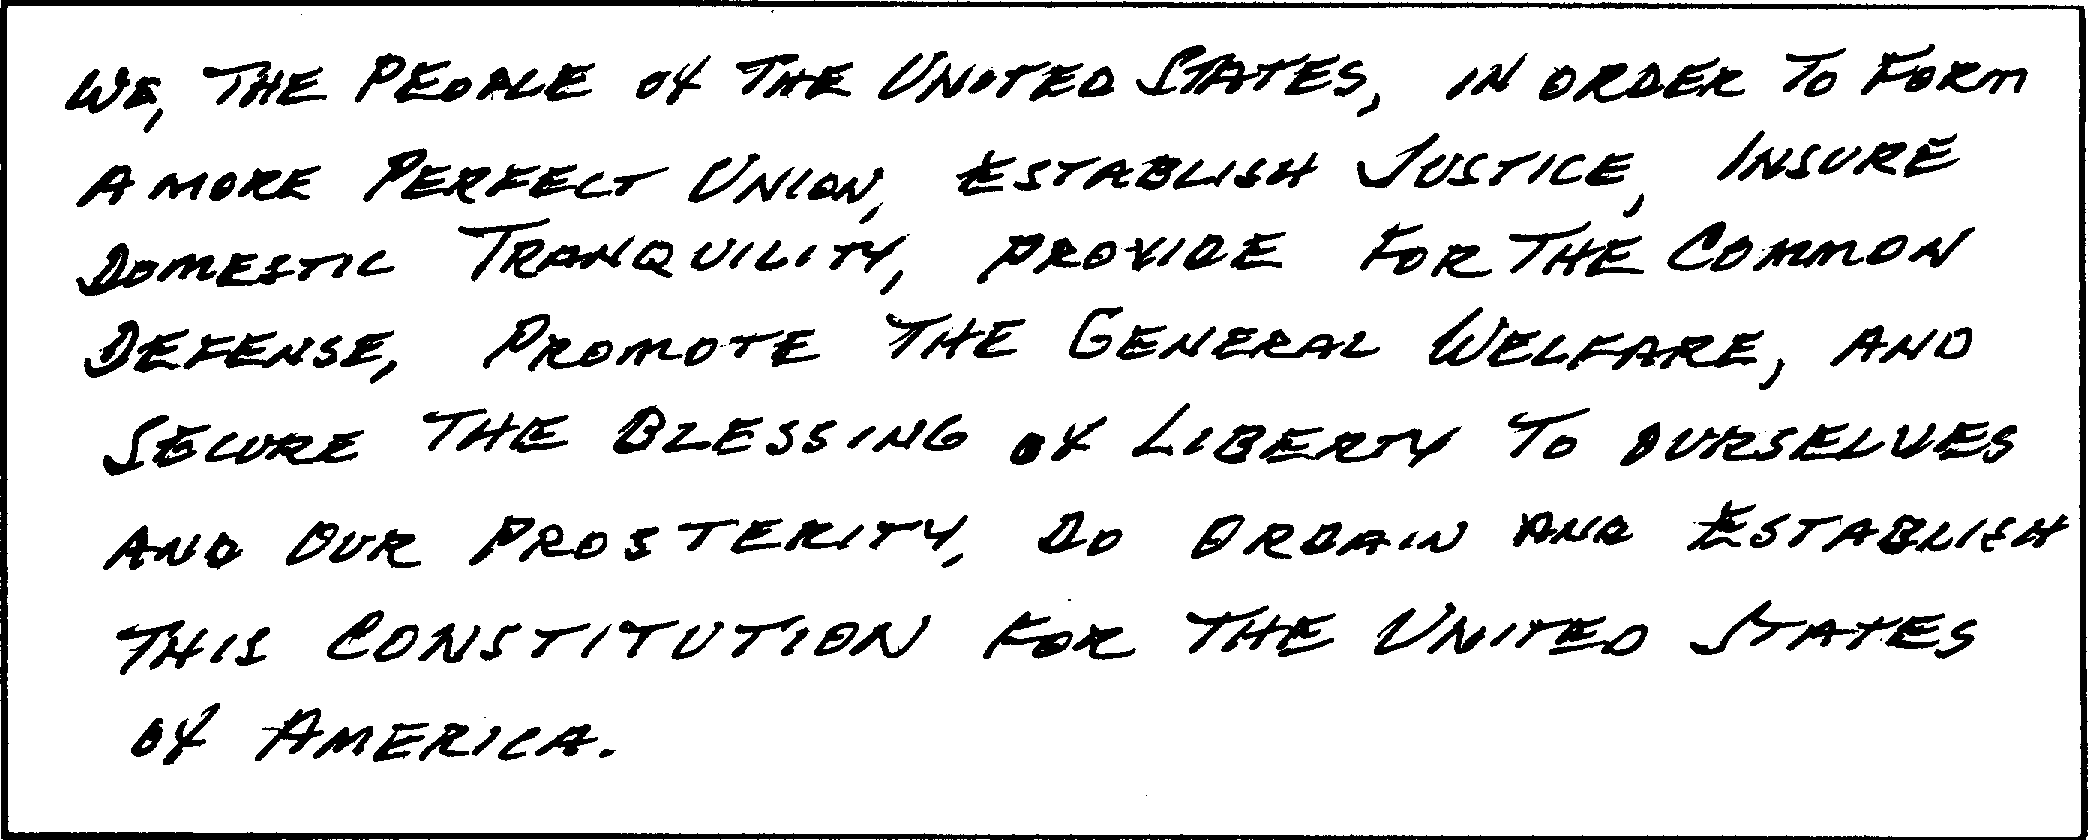 WE, THE PEOPLE OF THE UNITED STATES, IN ORDER TO FORM
A MORE PERFECT UNION, ESTABLISH JUSTICE, INSURE
DOMESTIC TRANQUILITY, PROVIDE FOR THE COMMON
DEFENSE, PROMOTE THE GENERAL WELFARE, AND
SECURE THE BLESSING OF LIBERTY TO OURSELVES
AND OUR PROSTERITY, DO ORDAIN AND ESTABLISH
THIS CONSTITUTION FOR THE UNITED STATES
OF AMERICA.